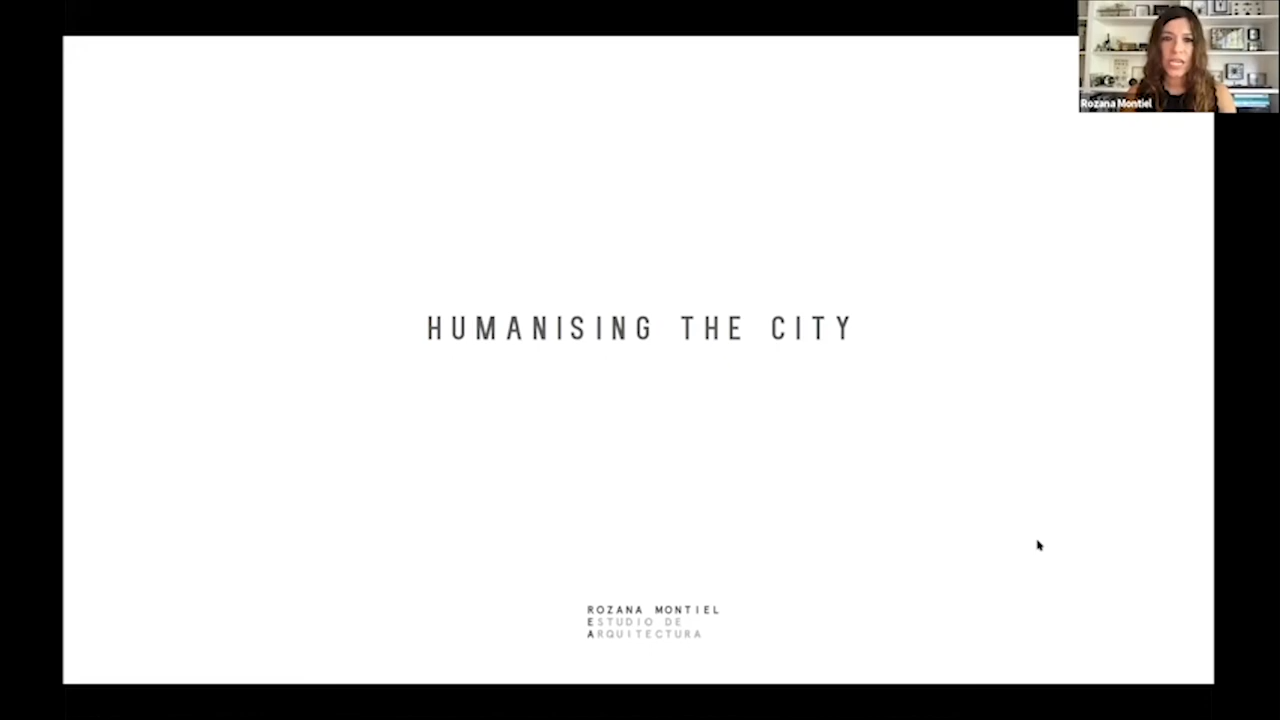 Rozana Montiel
HUMANISING THE CITY
ROZANA MONTIEL
ESTUDIO DE
ARQUITECTURA